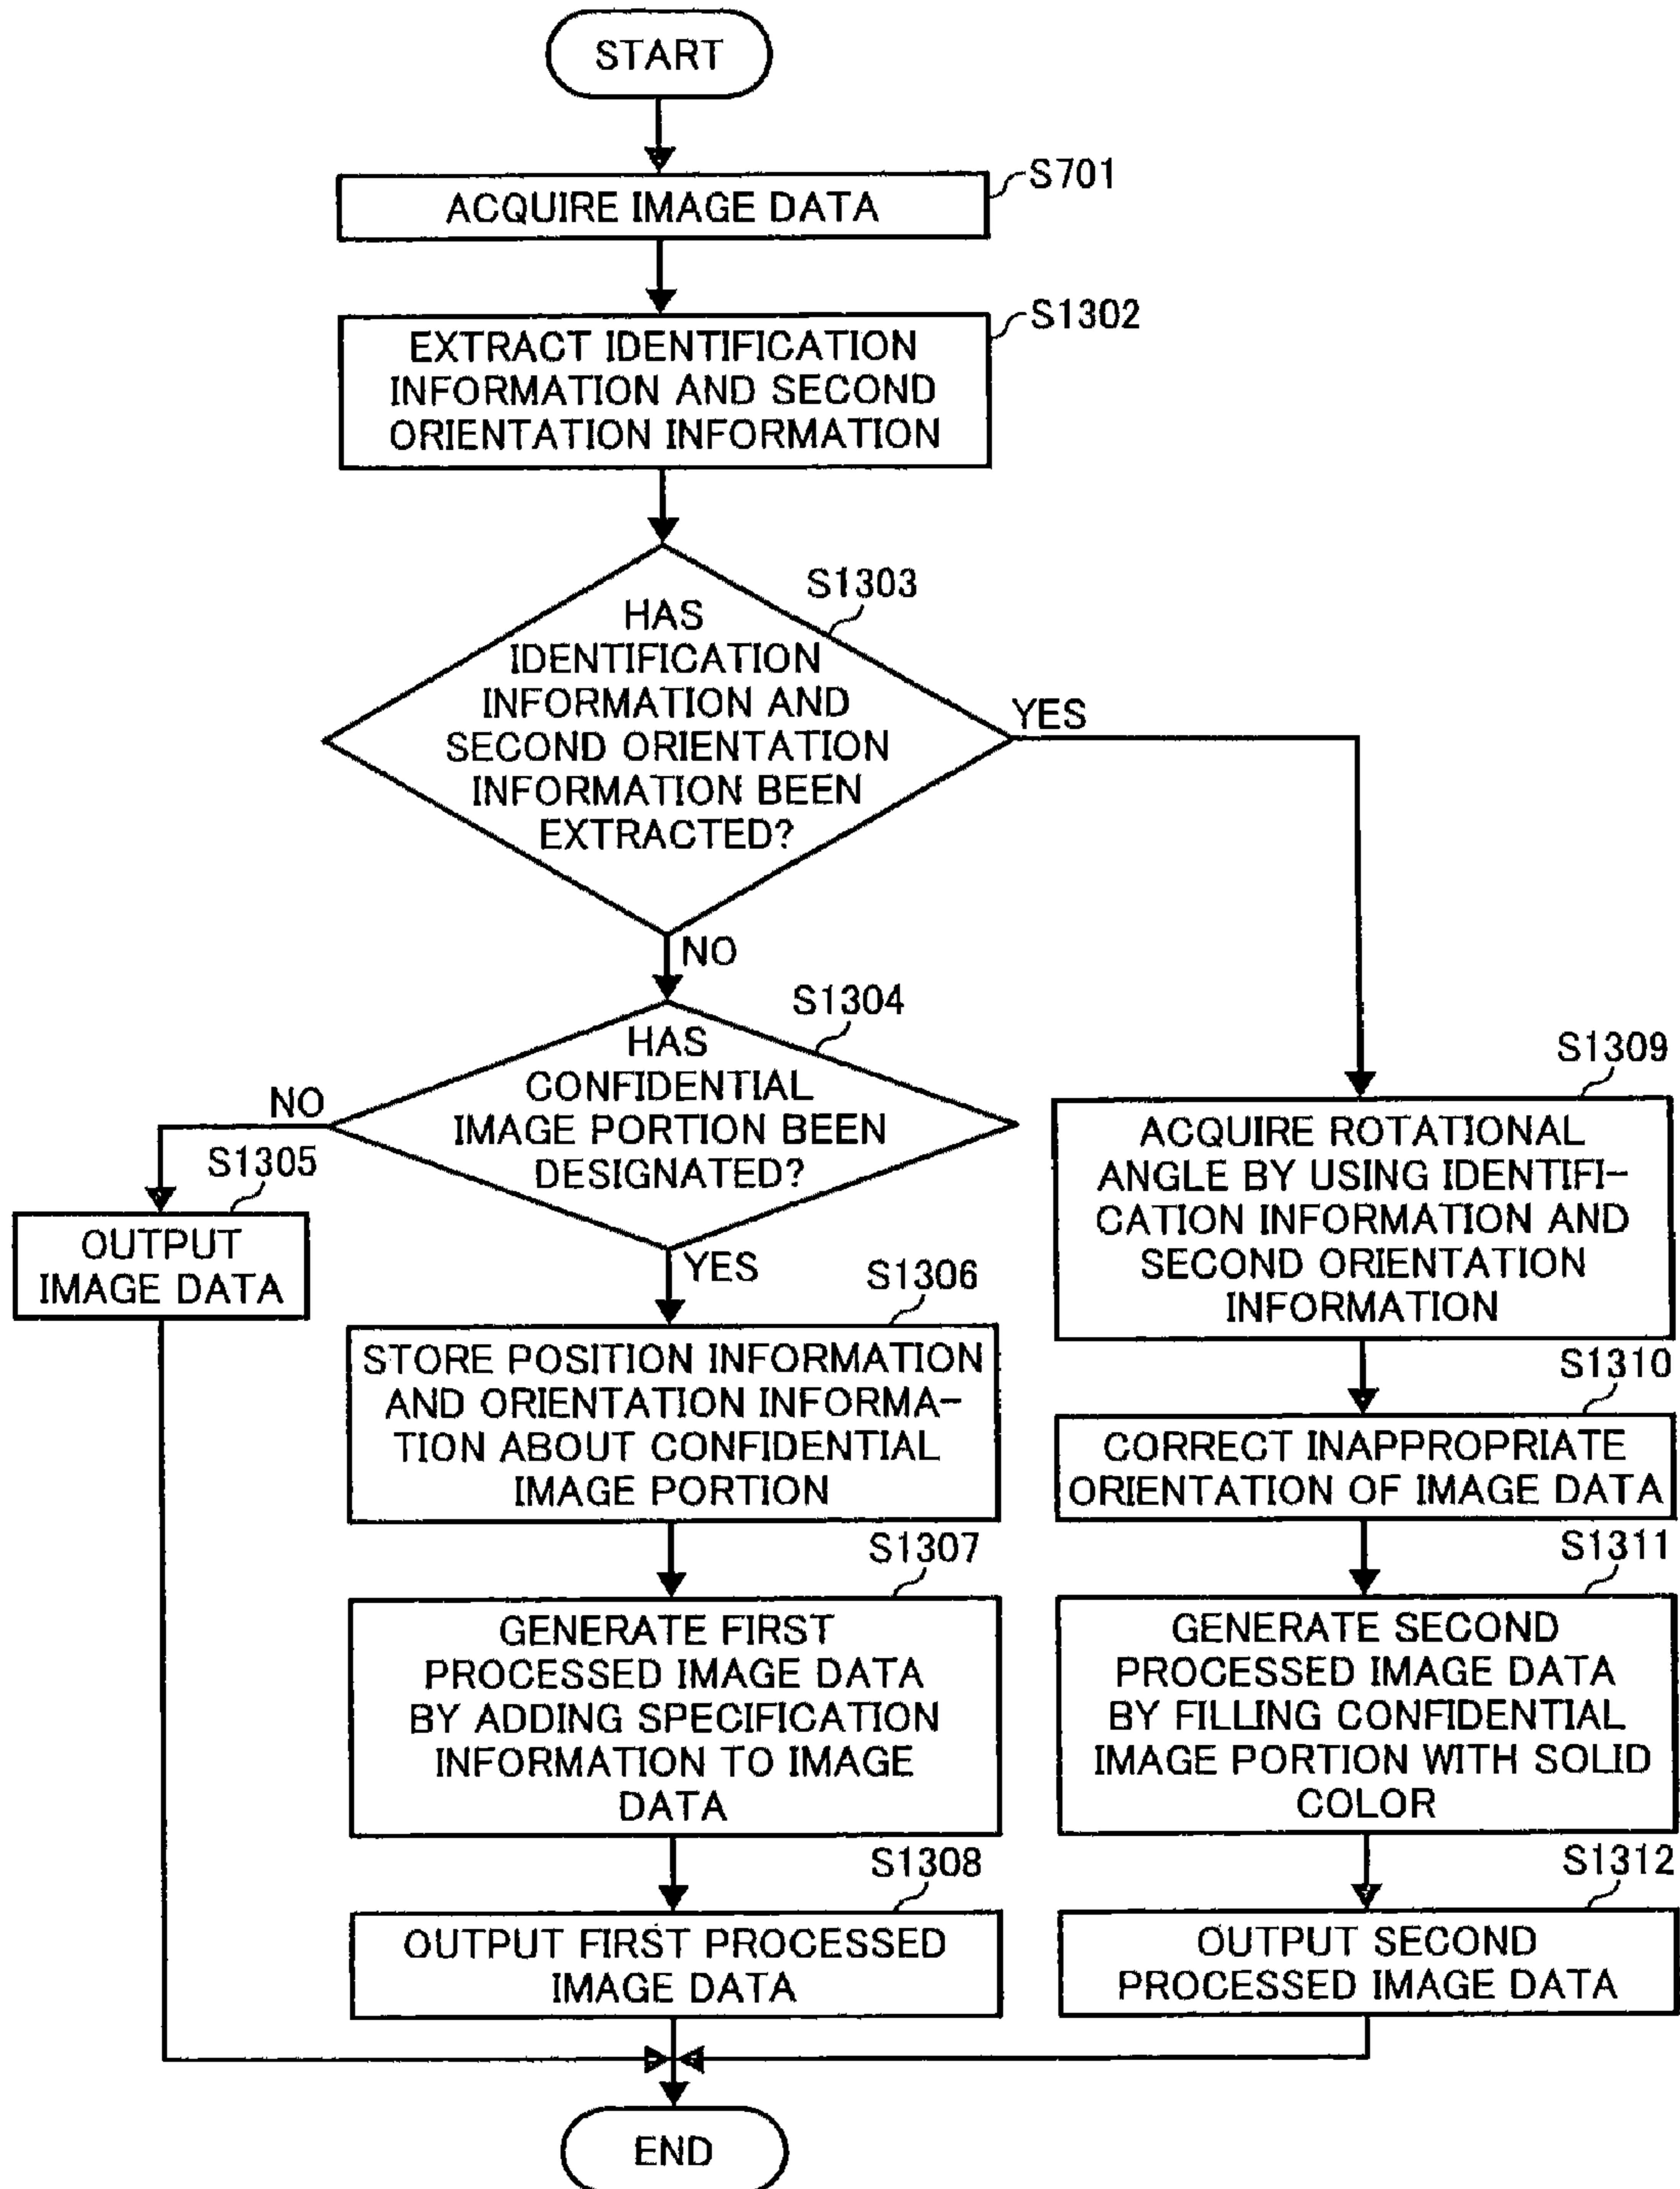 START
S701
ACQUIRE IMAGE DATA
S1302
EXTRACT IDENTIFICATION
INFORMATION AND SECOND
ORIENTATION INFORMATION
S1303
HAS
IDENTIFICATION
INFORMATION AND
SECOND ORIENTATION
INFORMATION BEEN
EXTRACTED?
YES
NO
S1304
HAS
CONFIDENTIAL
IMAGE PORTION BEEN
DESIGNATED?
NO
S1305
OUTPUT
IMAGE DATA
YES
S1306
STORE POSITION INFORMATION
AND ORIENTATION INFORMA-
TION ABOUT CONFIDENTIAL
IMAGE PORTION
S1307
GENERATE FIRST
PROCESSED IMAGE DATA
BY ADDING SPECIFICATION
INFORMATION TO IMAGE
DATA
S1308
OUTPUT FIRST PROCESSED
IMAGE DATA
S1309
ACQUIRE ROTATIONAL
ANGLE BY USING IDENTIFI-
CATION INFORMATION AND
SECOND ORIENTATION
INFORMATION
S1310
CORRECT INAPPROPRIATE
ORIENTATION OF IMAGE DATA
S1311
GENERATE SECOND
PROCESSED IMAGE DATA
BY FILLING CONFIDENTIAL
IMAGE PORTION WITH SOLID
COLOR
S1312
OUTPUT SECOND
PROCESSED IMAGE DATA
END